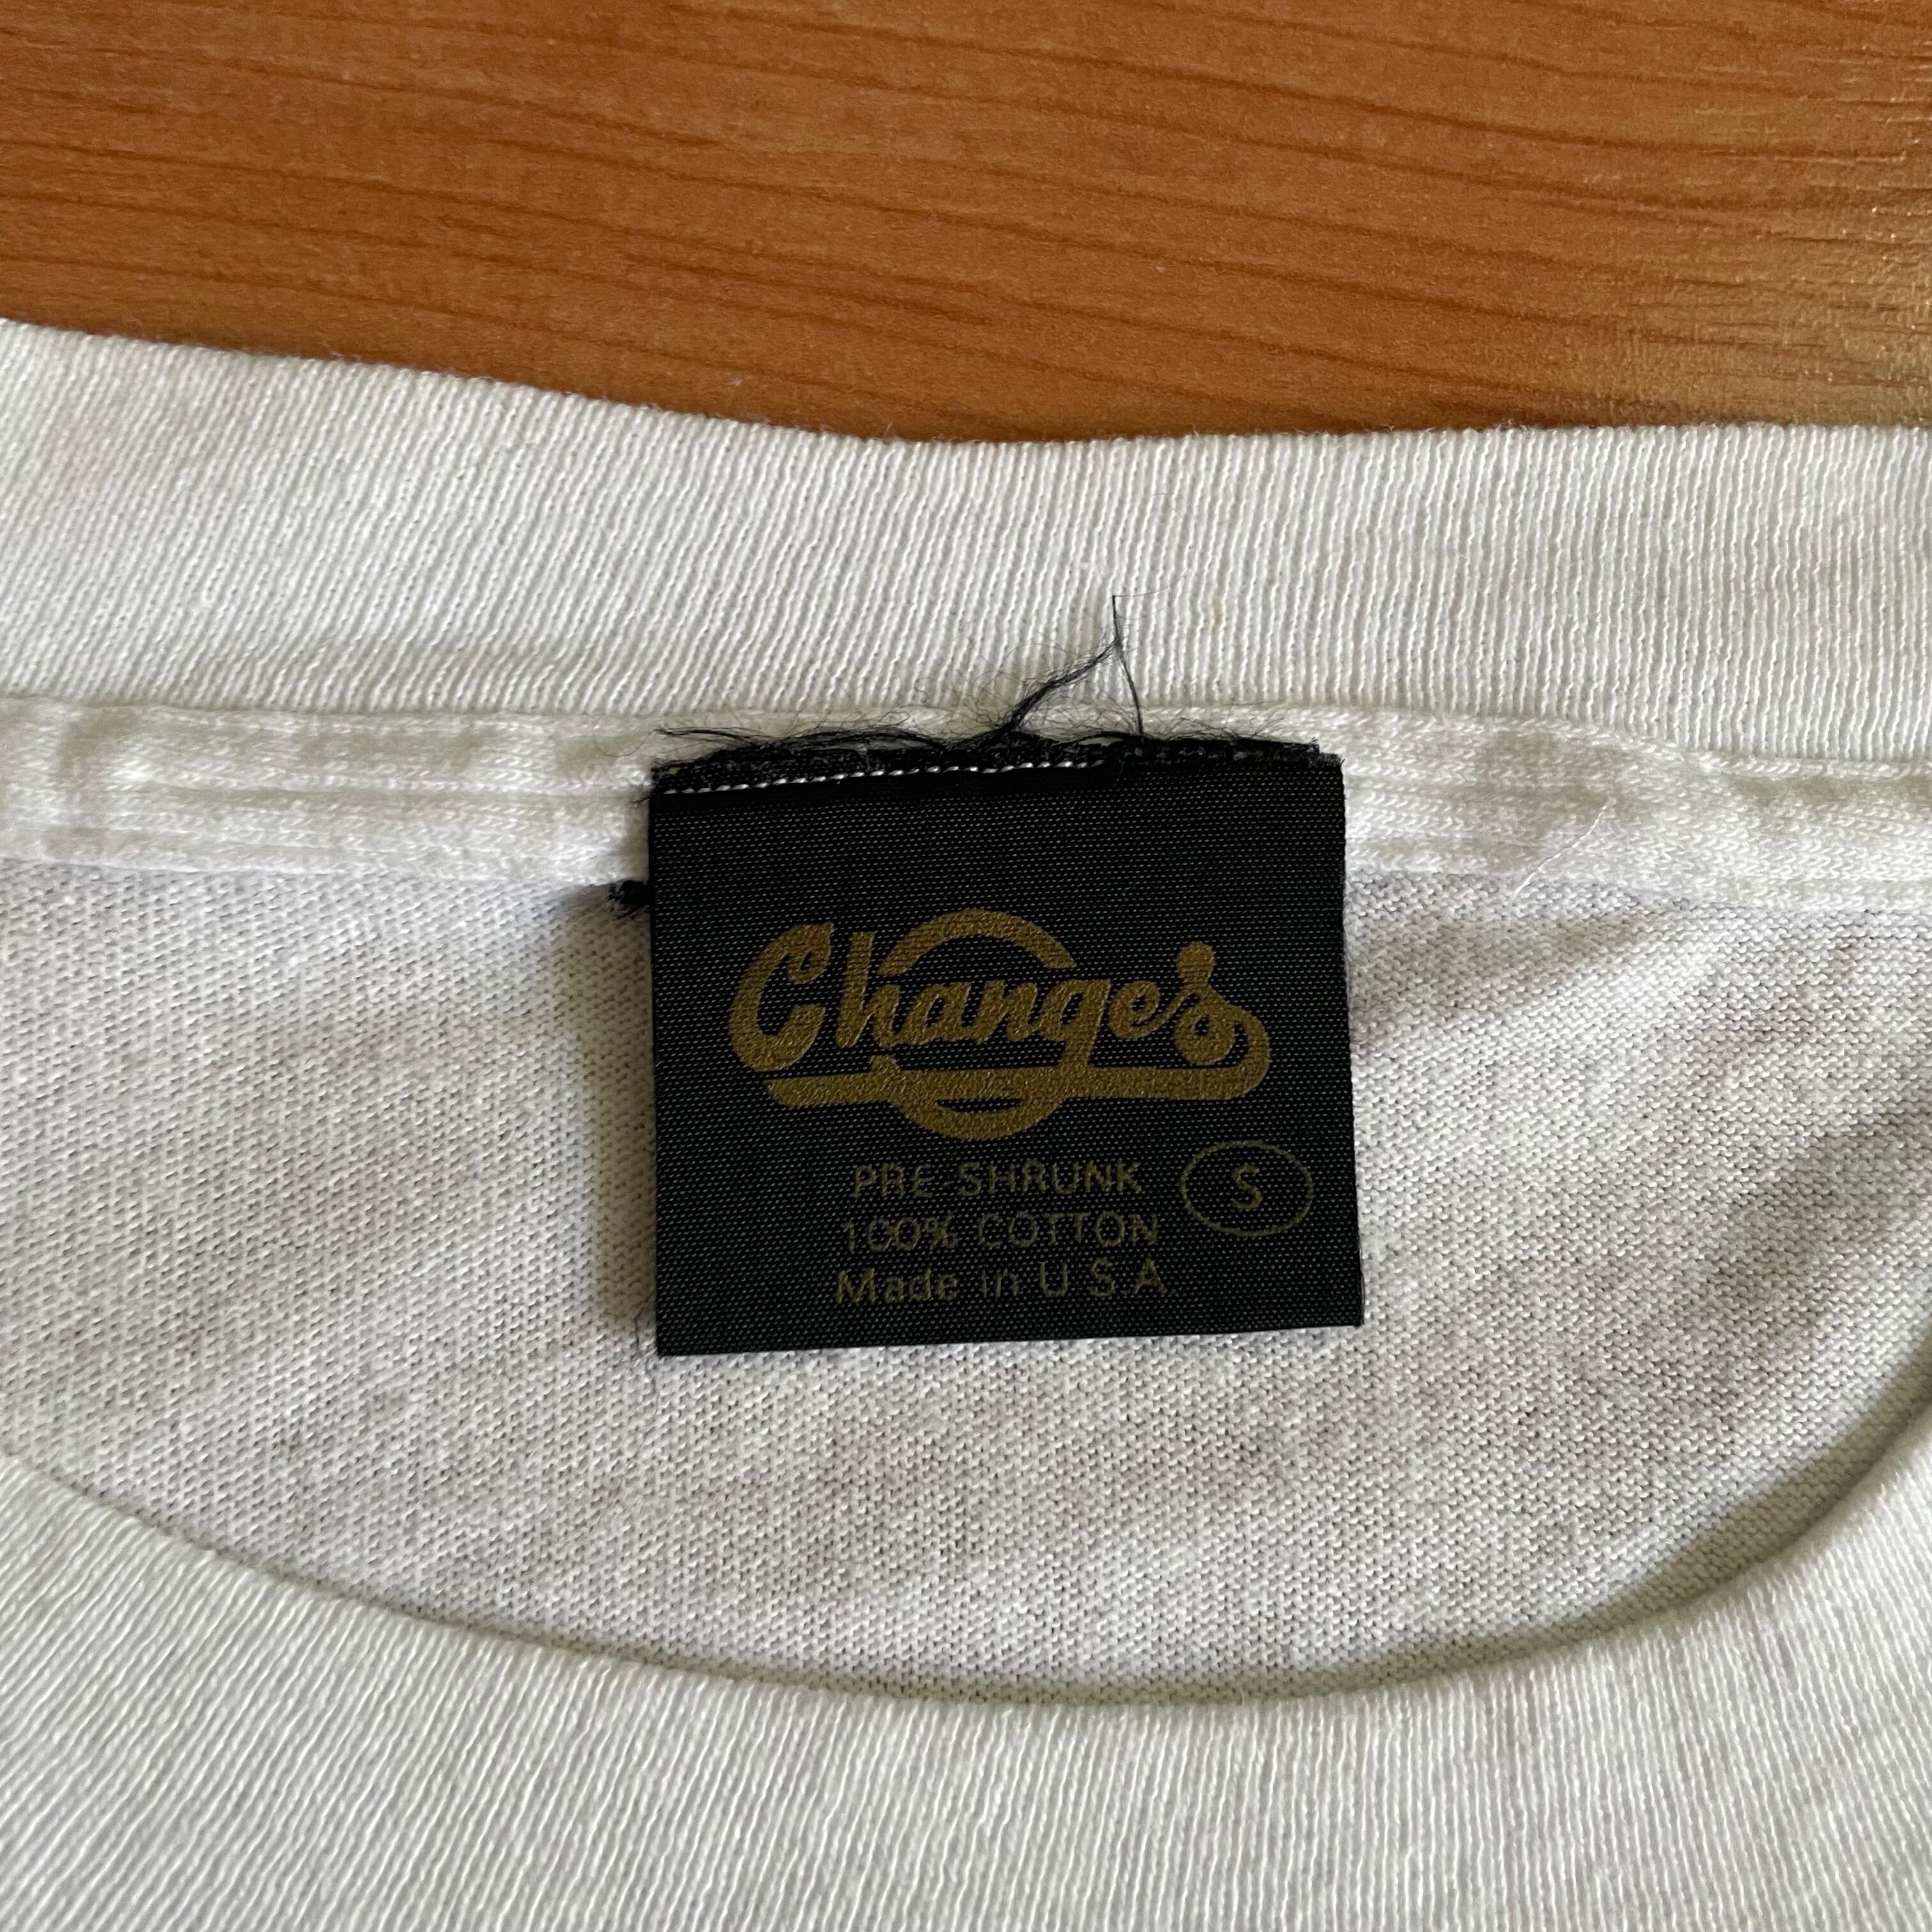 Changes
PRE-SHRUNK
S
100% COTTON
Made in U.S.A.